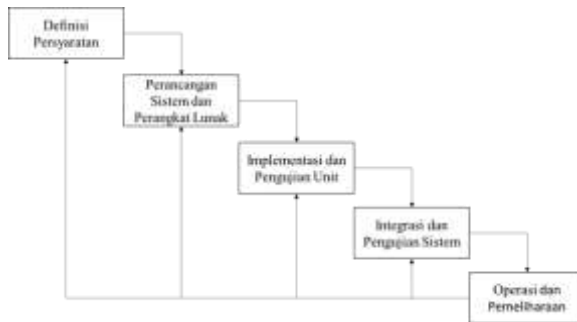 Definisi
Persyaratan
Perancangan
Sistem dan
Perangkat Lunak
Implementasi dan
Pengujian Unit
Integrasi dan
Pengujian Sistem
Operasi dan
Pemeliharaan